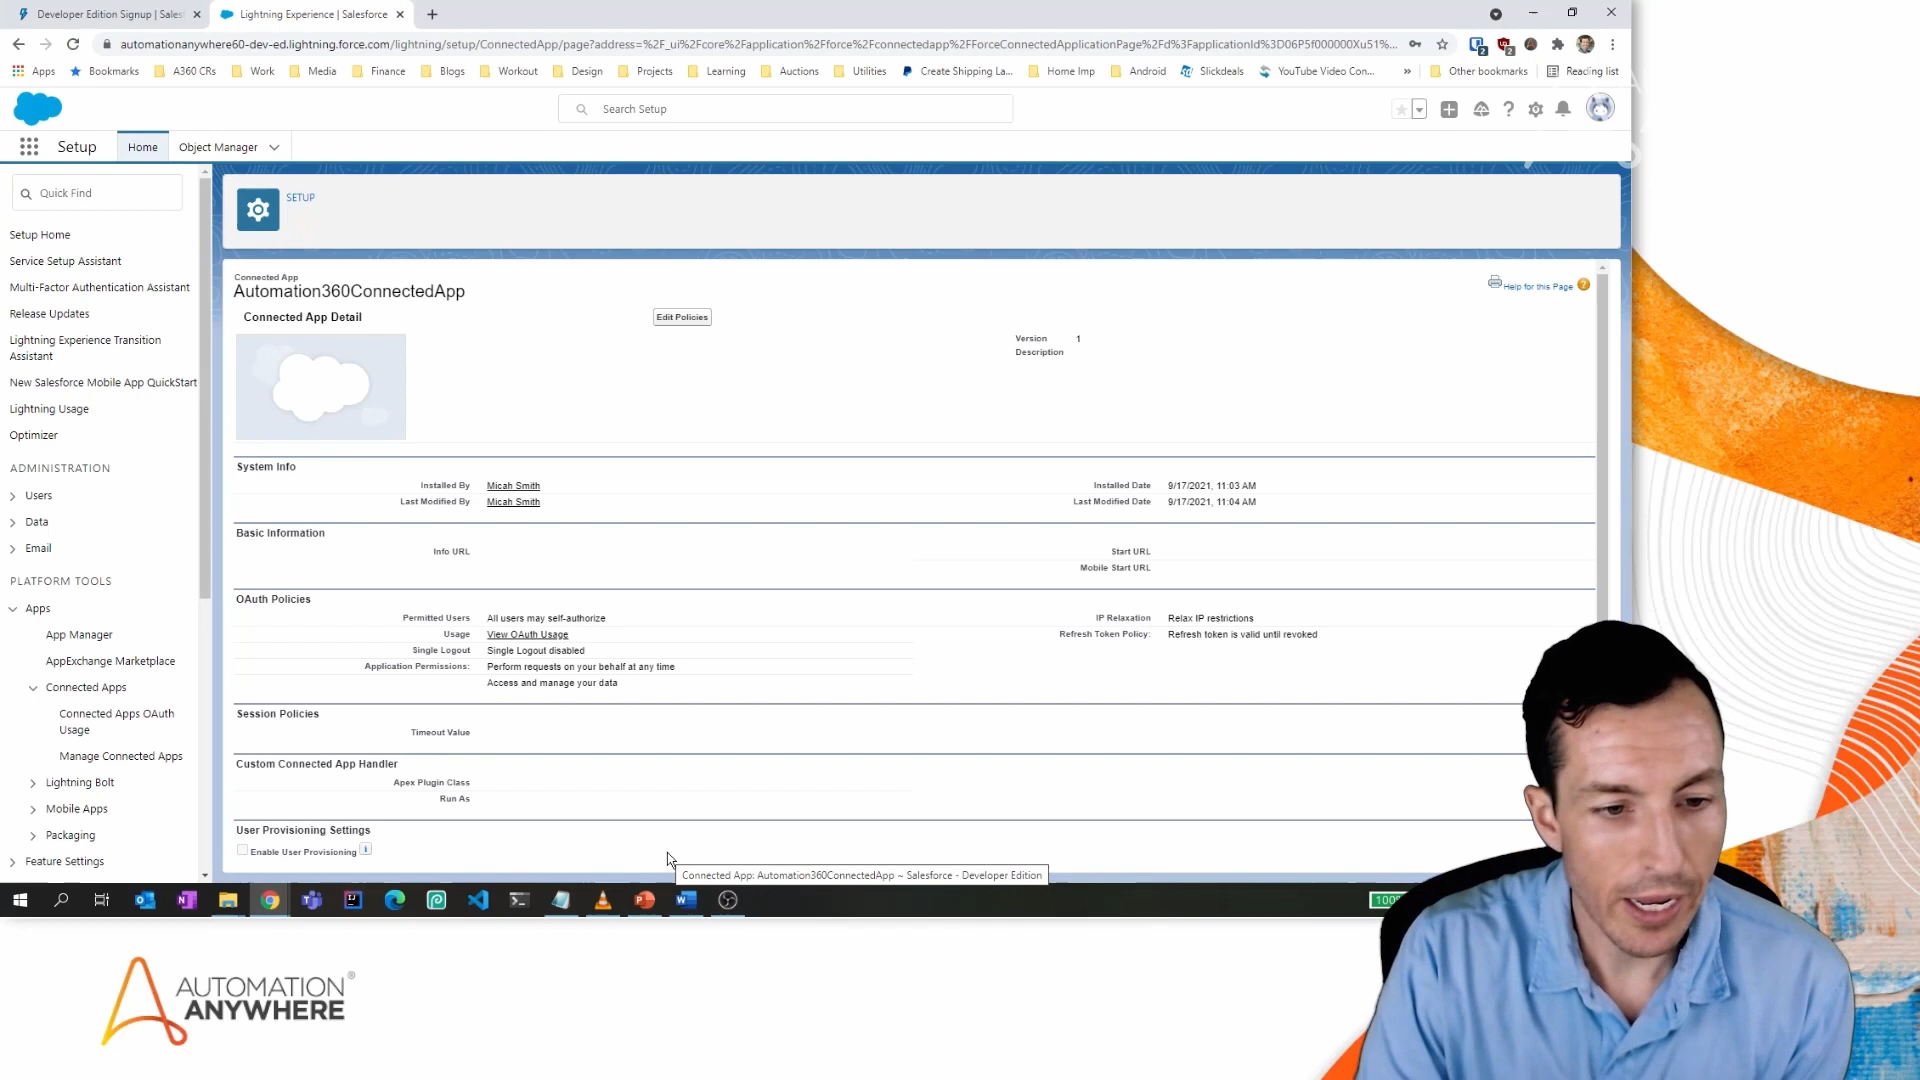 Developer Edition Signup | Sales
Lightning Experience | Salesforce
automationanywhere60-dev-ed.lightning.force.com/lightning/setup/ConnectedApp/page?address=%2F_ui%2Fcore%2Fapplication%2Fforce%2Fconnectedapp%2FForceConnectedApplicationPage%2Fd%3FapplicationId%3D06P5f000000Xu51%...
Apps
Bookmarks
A360 CRs
Work
Media
Finance
Blogs
Workout
Design
Projects
Learning
Auctions
Utilities
Create Shipping La...
Home Imp
Android
Slickdeals
YouTube Video Con...
»
Other bookmarks
Reading list
Search Setup
Setup
Home
Object Manager
Quick Find
SETUP
Setup Home
Service Setup Assistant
Multi-Factor Authentication Assistant
Release Updates
Lightning Experience Transition
Assistant
New Salesforce Mobile App QuickStart
Lightning Usage
Optimizer
ADMINISTRATION
Users
Data
Email
PLATFORM TOOLS
Apps
App Manager
AppExchange Marketplace
Connected Apps
Connected Apps OAuth
Usage
Manage Connected Apps
Lightning Bolt
Mobile Apps
Packaging
Feature Settings
Connected App
Automation360ConnectedApp
Help for this Page
Connected App Detail
Edit Policies
Version 1
Description
System Info
Installed By Micah Smith
Installed Date 9/17/2021, 11:03 AM
Last Modified By Micah Smith
Last Modified Date 9/17/2021, 11:04 AM
Basic Information
Info URL
Start URL
Mobile Start URL
OAuth Policies
Permitted Users All users may self-authorize
IP Relaxation Relax IP restrictions
Usage View OAuth Usage
Refresh Token Policy: Refresh token is valid until revoked
Single Logout Single Logout disabled
Application Permissions: Perform requests on your behalf at any time
Access and manage your data
Session Policies
Timeout Value
Custom Connected App Handler
Apex Plugin Class
Run As
User Provisioning Settings
Enable User Provisioning
Connected App: Automation360ConnectedApp ~ Salesforce - Developer Edition
AUTOMATION
ANYWHERE